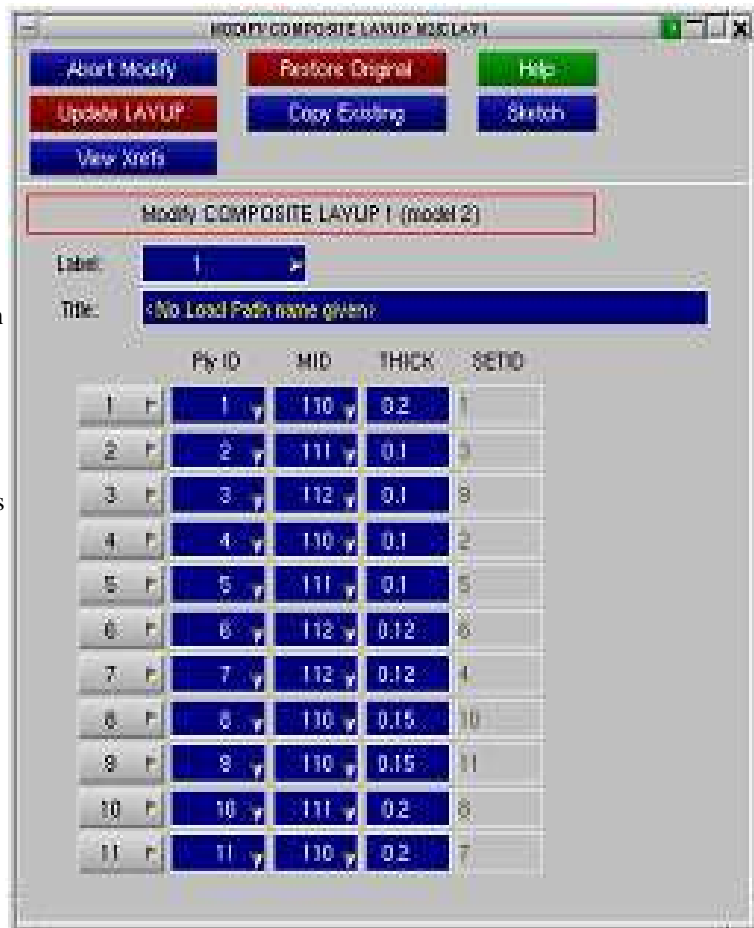 MODIFY COMPOSITE LAYUP M2/CLAY1
Abort Modify Restore Original Help
Update LAYUP Copy Existing Sketch
View Xrefs
Modify COMPOSITE LAYUP 1 (model 2)
Label: 1
Title: <No Load Path name given>
Ply ID MID THICK SETID
1 1 110 0.2 1
2 2 111 0.1 3
3 3 112 0.1 9
4 4 110 0.1 2
5 5 111 0.1 5
6 6 112 0.12 6
7 7 112 0.12 4
8 8 110 0.15 10
9 9 110 0.15 11
10 10 111 0.2 8
11 11 110 0.2 7